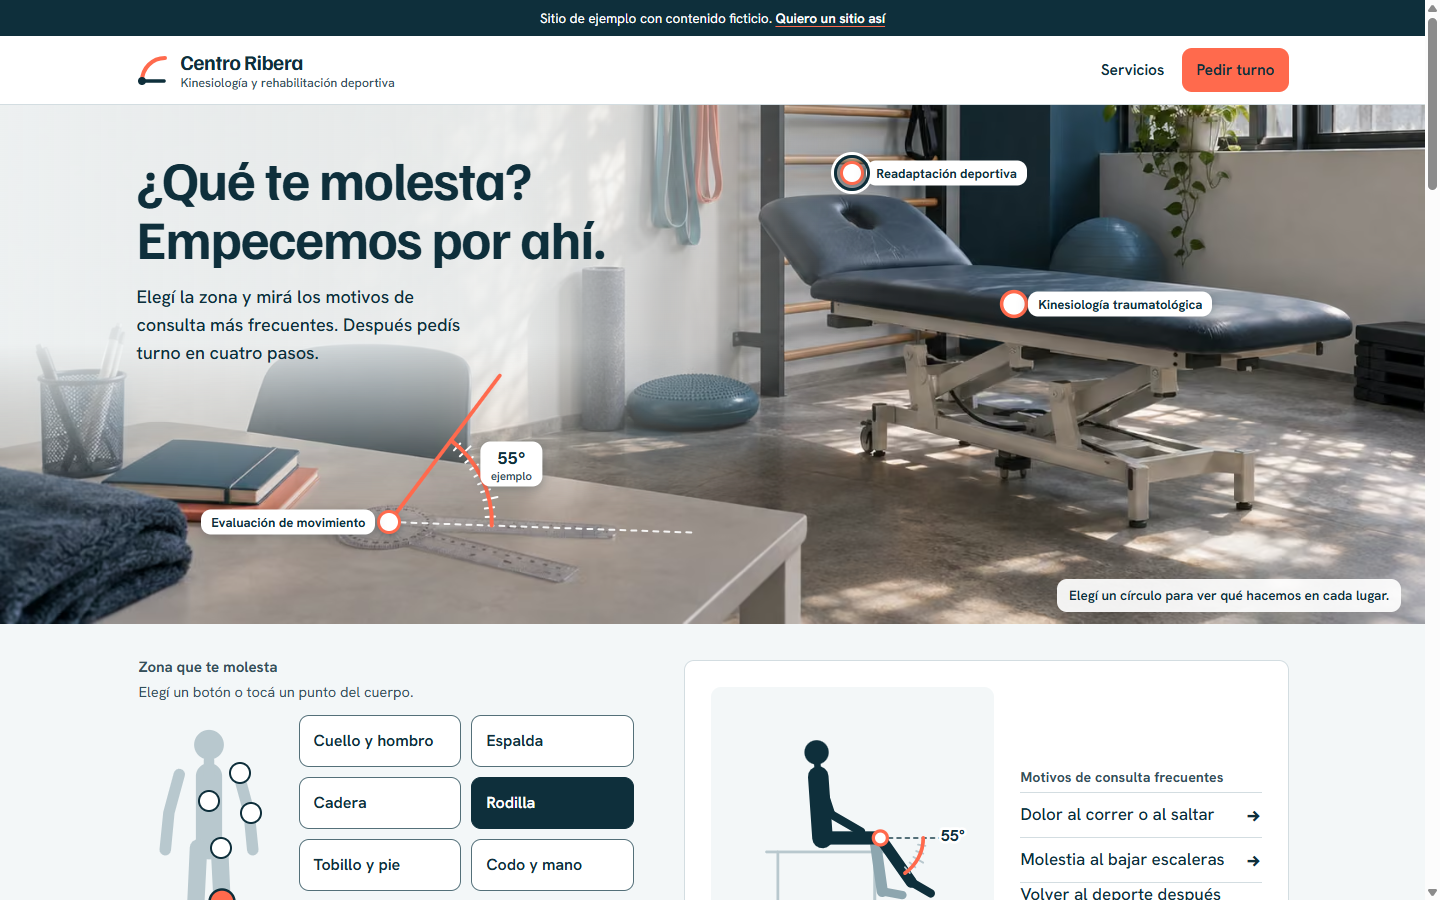 Sitio de ejemplo con contenido ficticio. Quiero un sitio así
Centro Ribera
Kinesiología y rehabilitación deportiva
Servicios
Pedir turno
¿Qué te molesta?
Empecemos por ahí.
Elegí la zona y mirá los motivos de
consulta más frecuentes. Después pedís
turno en cuatro pasos.
Readaptación deportiva
Kinesiología traumatológica
55°
ejemplo
Evaluación de movimiento
Elegí un círculo para ver qué hacemos en cada lugar.
Zona que te molesta
Elegí un botón o tocá un punto del cuerpo.
Cuello y hombro
Espalda
Cadera
Rodilla
Tobillo y pie
Codo y mano
55°
Motivos de consulta frecuentes
Dolor al correr o al saltar
Molestia al bajar escaleras
Volver al deporte después